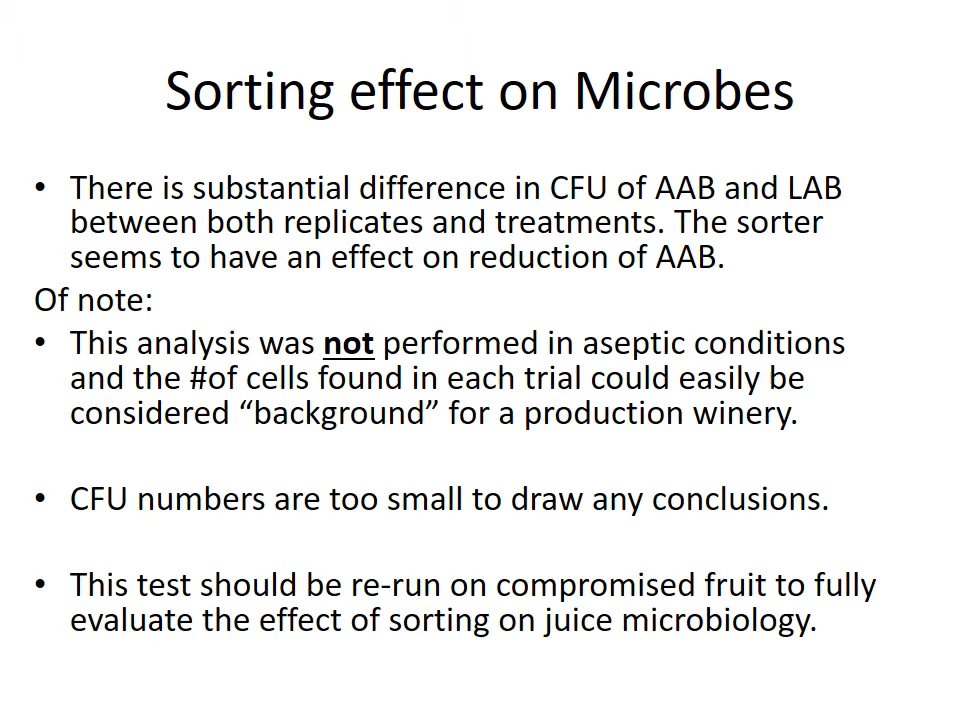 Sorting effect on Microbes
• There is substantial difference in CFU of AAB and LAB
between both replicates and treatments. The sorter
seems to have an effect on reduction of AAB.
Of note:
• This analysis was not performed in aseptic conditions
and the #of cells found in each trial could easily be
considered “background” for a production winery.
• CFU numbers are too small to draw any conclusions.
• This test should be re-run on compromised fruit to fully
evaluate the effect of sorting on juice microbiology.